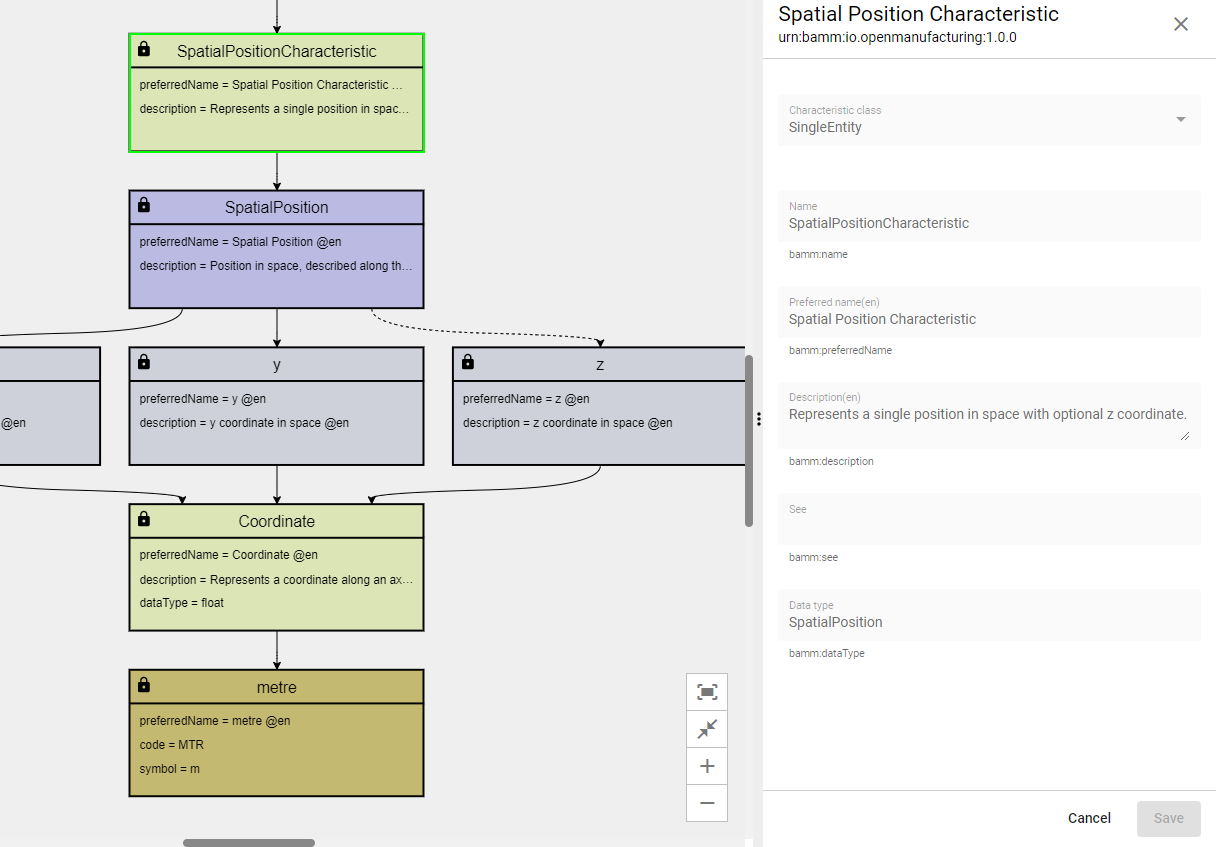 SpatialPositionCharacteristic
preferredName = Spatial Position Characteristic ...
description = Represents a single position in spac...
SpatialPosition
preferredName = Spatial Position @en
description = Position in space, described along th...
@en
y
preferredName = y @en
description = y coordinate in space @en
z
preferredName = z @en
description = z coordinate in space @en
Coordinate
preferredName = Coordinate @en
description = Represents a coordinate along an ax...
dataType = float
metre
preferredName = metre @en
code = MTR
symbol = m
Spatial Position Characteristic
urn:bamm:io.openmanufacturing:1.0.0
Characteristic class
SingleEntity
Name
SpatialPositionCharacteristic
bamm:name
Preferred name(en)
Spatial Position Characteristic
bamm:preferredName
Description(en)
Represents a single position in space with optional z coordinate.
bamm:description
See
bamm:see
Data type
SpatialPosition
bamm:dataType
Cancel
Save